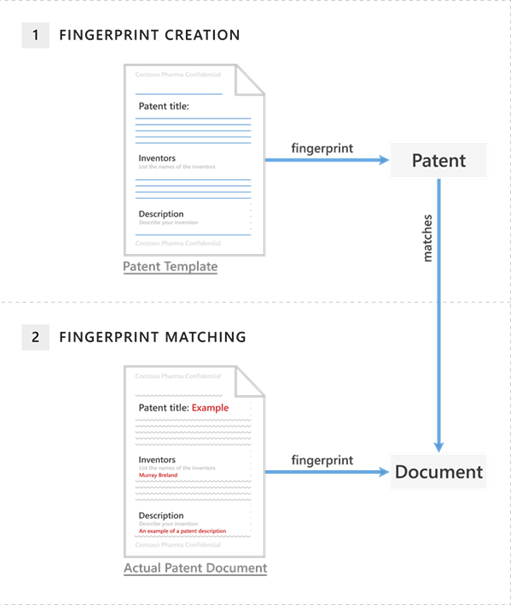 1 FINGERPRINT CREATION
Contoso Pharma Confidential
Patent title:
Inventors
List the names of the inventors
Description
Describe your invention
Contoso Pharma Confidential
Patent Template
fingerprint
Patent
matches
2 FINGERPRINT MATCHING
Contoso Pharma Confidential
Patent title: Example
Inventors
List the names of the inventors
Murray Breland
Description
Describe your invention
An example of a patent description
Contoso Pharma Confidential
Actual Patent Document
fingerprint
Document